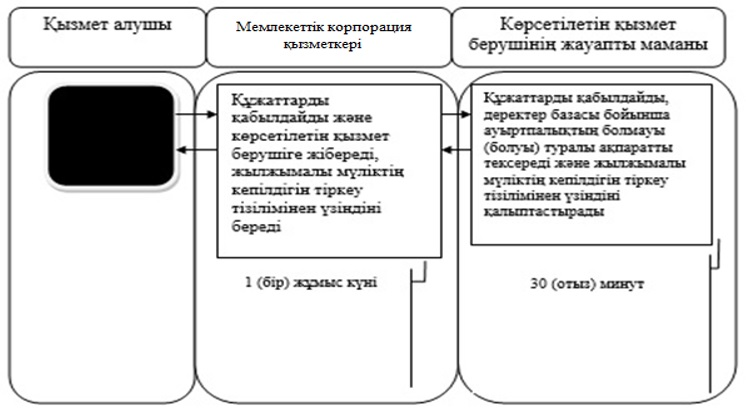 Қызмет алушы
Мемлекеттік корпорация
қызметкері
Көрсетілетін қызмет
берушінің жауапты маманы
Құжаттарды
қабылдайды және
көрсетілетін қызмет
берушіге жібереді,
жылжымалы мүліктің
кепілдігін тіркеу
тізілімінен үзіндіні
береді
1 (бір) жұмыс күні
Құжаттарды қабылдайды,
деректер базасы бойынша
ауыртпалықтың болмауы
(болуы) туралы ақпаратты
тексереді және жылжымалы
мүліктің кепілдігін тіркеу
тізілімінен үзіндіні
қалыптастырады
30 (отыз) минут